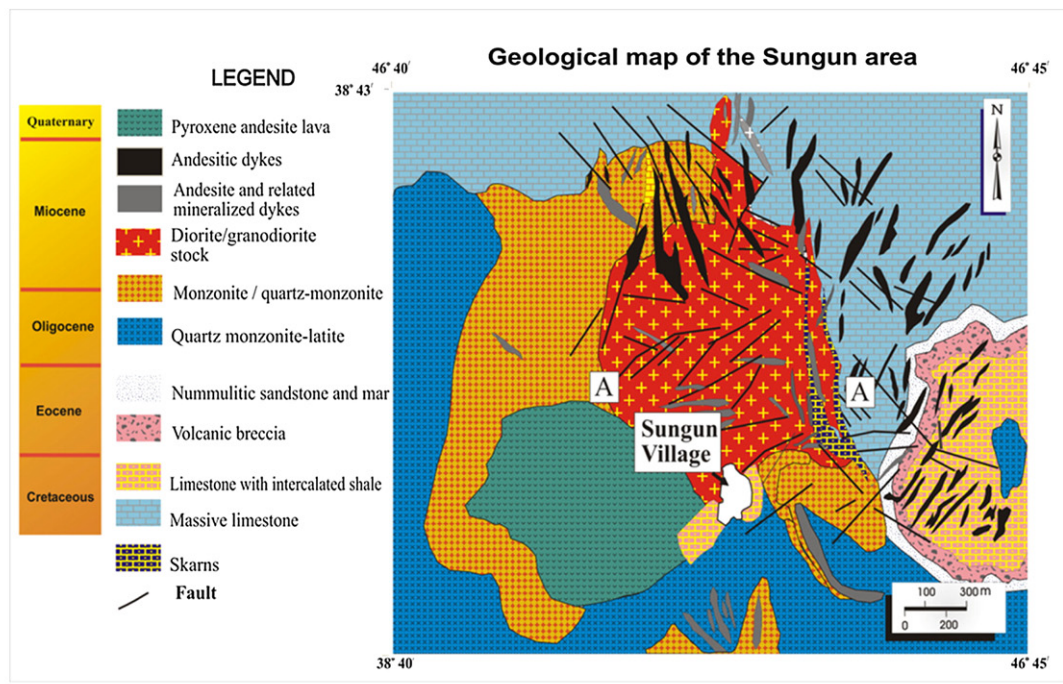 Geological map of the Sungun area
LEGEND
Quaternary
Miocene
Oligocene
Eocene
Cretaceous
Pyroxene andesite lava
Andesitic dykes
Andesite and related
mineralized dykes
Diorite/granodiorite
stock
Monzonite / quartz-monzonite
Quartz monzonite-latite
Nummulitic sandstone and mar
Volcanic breccia
Limestone with intercalated shale
Massive limestone
Skarns
Fault
46° 40'
46° 45'
38° 43'
N
A
A
Sungun
Village
100 300 m
0 200
38° 40'
46° 45'